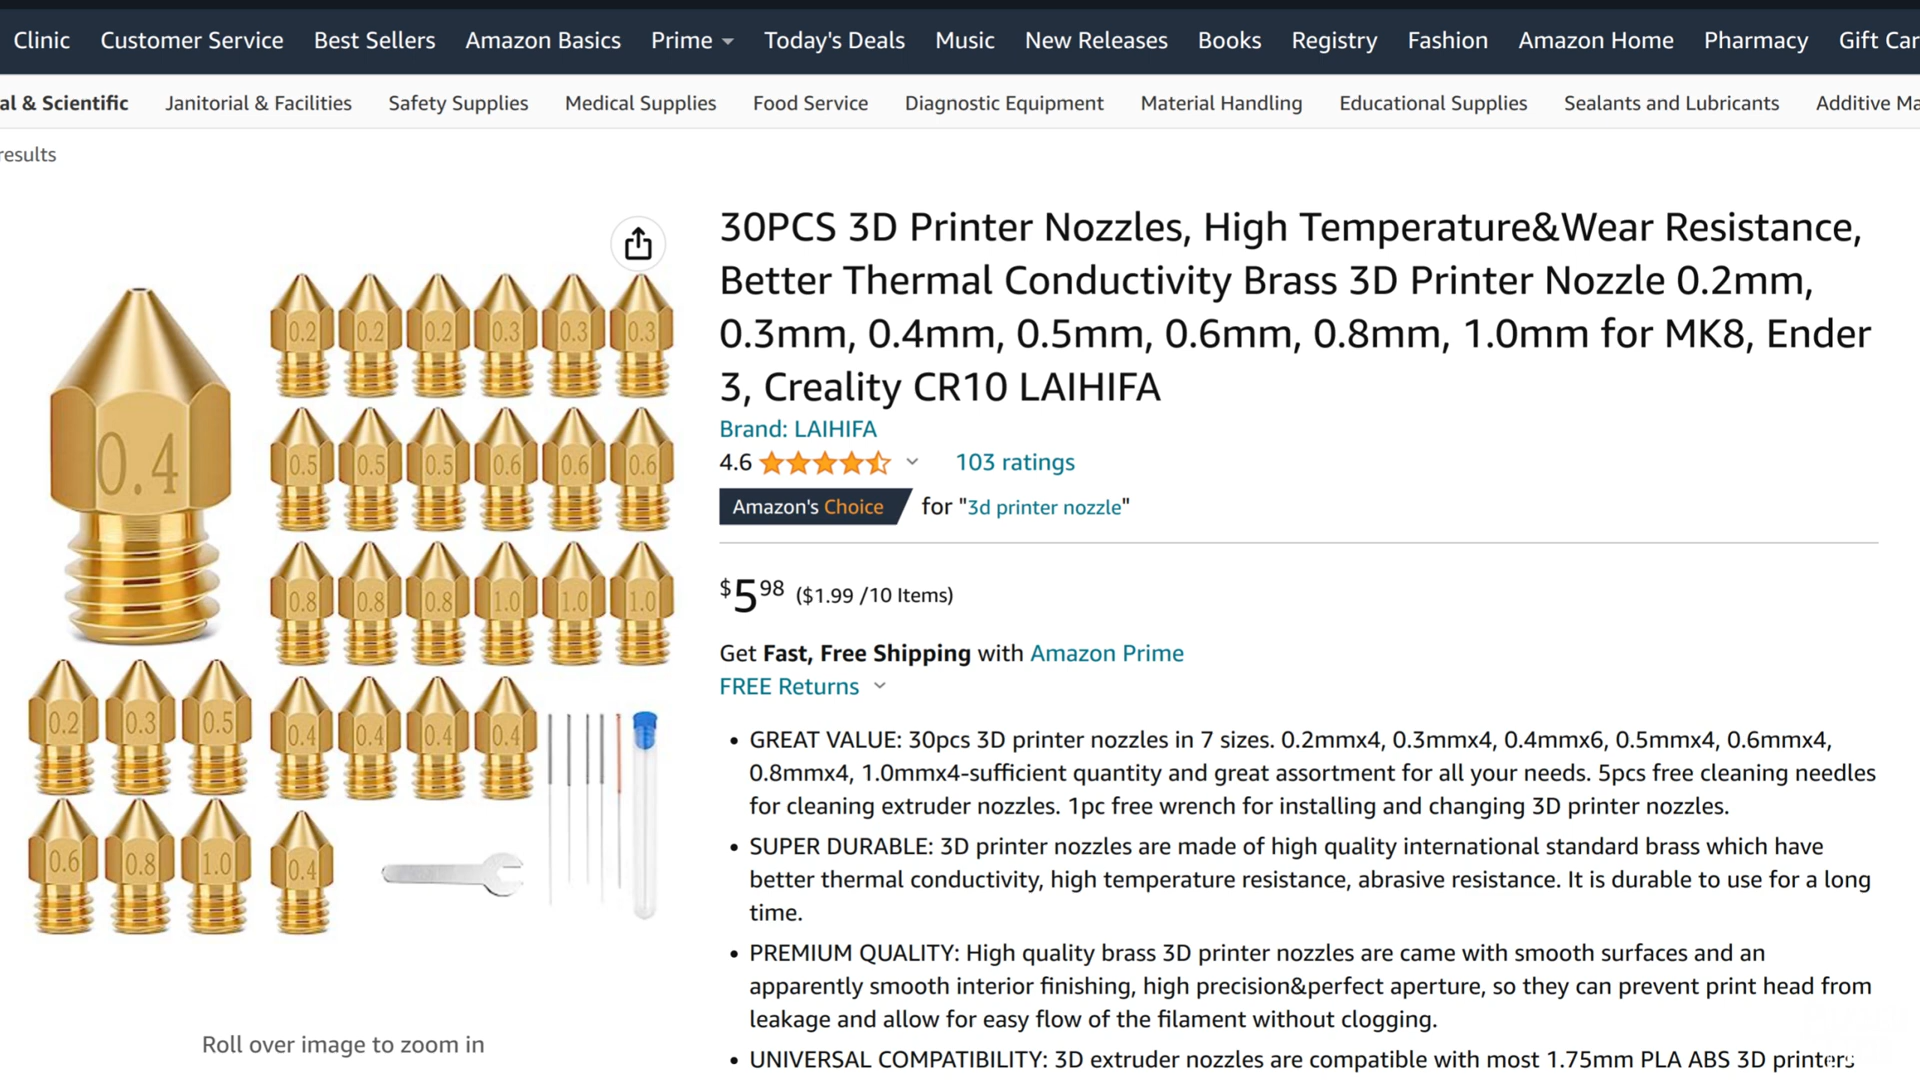 Clinic Customer Service Best Sellers Amazon Basics Prime Today's Deals Music New Releases Books Registry Fashion Amazon Home Pharmacy Gift Car
al & Scientific Janitorial & Facilities Safety Supplies Medical Supplies Food Service Diagnostic Equipment Material Handling Educational Supplies Sealants and Lubricants Additive Ma
results
30PCS 3D Printer Nozzles, High Temperature&Wear Resistance,
Better Thermal Conductivity Brass 3D Printer Nozzle 0.2mm,
0.3mm, 0.4mm, 0.5mm, 0.6mm, 0.8mm, 1.0mm for MK8, Ender
3, Creality CR10 LAIHIFA
Brand: LAIHIFA
4.6 103 ratings
Amazon's Choice for "3d printer nozzle"
$5 98 ($1.99 /10 Items)
Get Fast, Free Shipping with Amazon Prime
FREE Returns
• GREAT VALUE: 30pcs 3D printer nozzles in 7 sizes. 0.2mmx4, 0.3mmx4, 0.4mmx6, 0.5mmx4, 0.6mmx4,
0.8mmx4, 1.0mmx4-sufficient quantity and great assortment for all your needs. 5pcs free cleaning needles
for cleaning extruder nozzles. 1pc free wrench for installing and changing 3D printer nozzles.
• SUPER DURABLE: 3D printer nozzles are made of high quality international standard brass which have
better thermal conductivity, high temperature resistance, abrasive resistance. It is durable to use for a long
time.
• PREMIUM QUALITY: High quality brass 3D printer nozzles are came with smooth surfaces and an
apparently smooth interior finishing, high precision&perfect aperture, so they can prevent print head from
leakage and allow for easy flow of the filament without clogging.
• UNIVERSAL COMPATIBILITY: 3D extruder nozzles are compatible with most 1.75mm PLA ABS 3D printers
0.2 0.2 0.2 0.3 0.3 0.3
0.4
0.5 0.5 0.5 0.6 0.6 0.6
0.8 0.8 0.8 1.0 1.0 1.0
0.2 0.3 0.5 0.4 0.4 0.4 0.4
0.6 0.8 1.0 0.4
Roll over image to zoom in